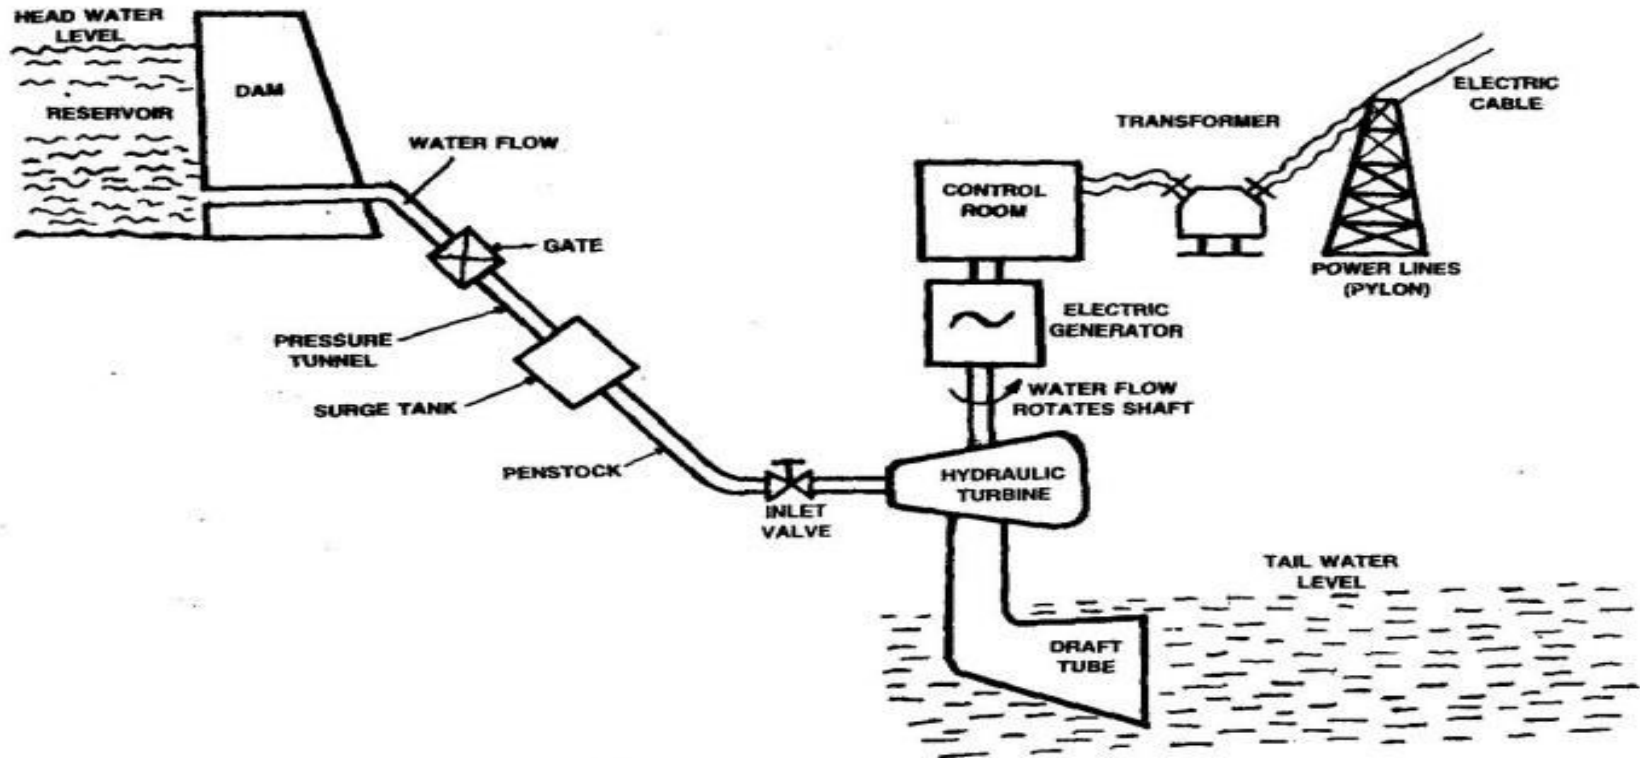 HEAD WATER
LEVEL
DAM
RESERVOIR
WATER FLOW
GATE
PRESSURE
TUNNEL
SURGE TANK
PENSTOCK
INLET
VALVE
HYDRAULIC
TURBINE
WATER FLOW
ROTATES SHAFT
ELECTRIC
GENERATOR
CONTROL
ROOM
TRANSFORMER
ELECTRIC
CABLE
POWER LINES
(PYLON)
TAIL WATER
LEVEL
DRAFT
TUBE